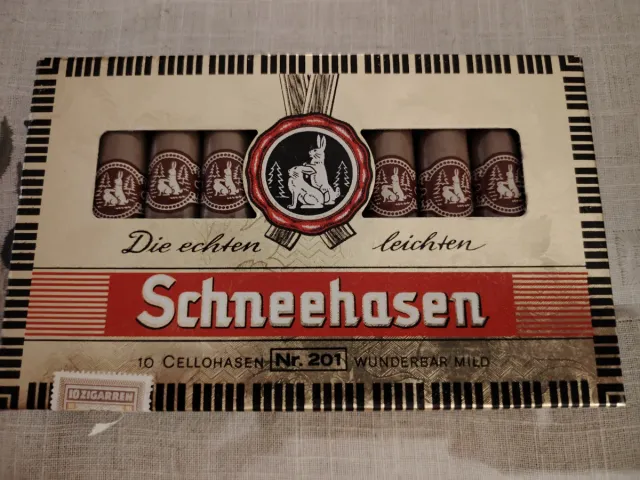 Die echten leichten
Schneehasen
10 CELLOHASEN Nr. 201 WUNDERBAR MILD
10 ZIGARREN